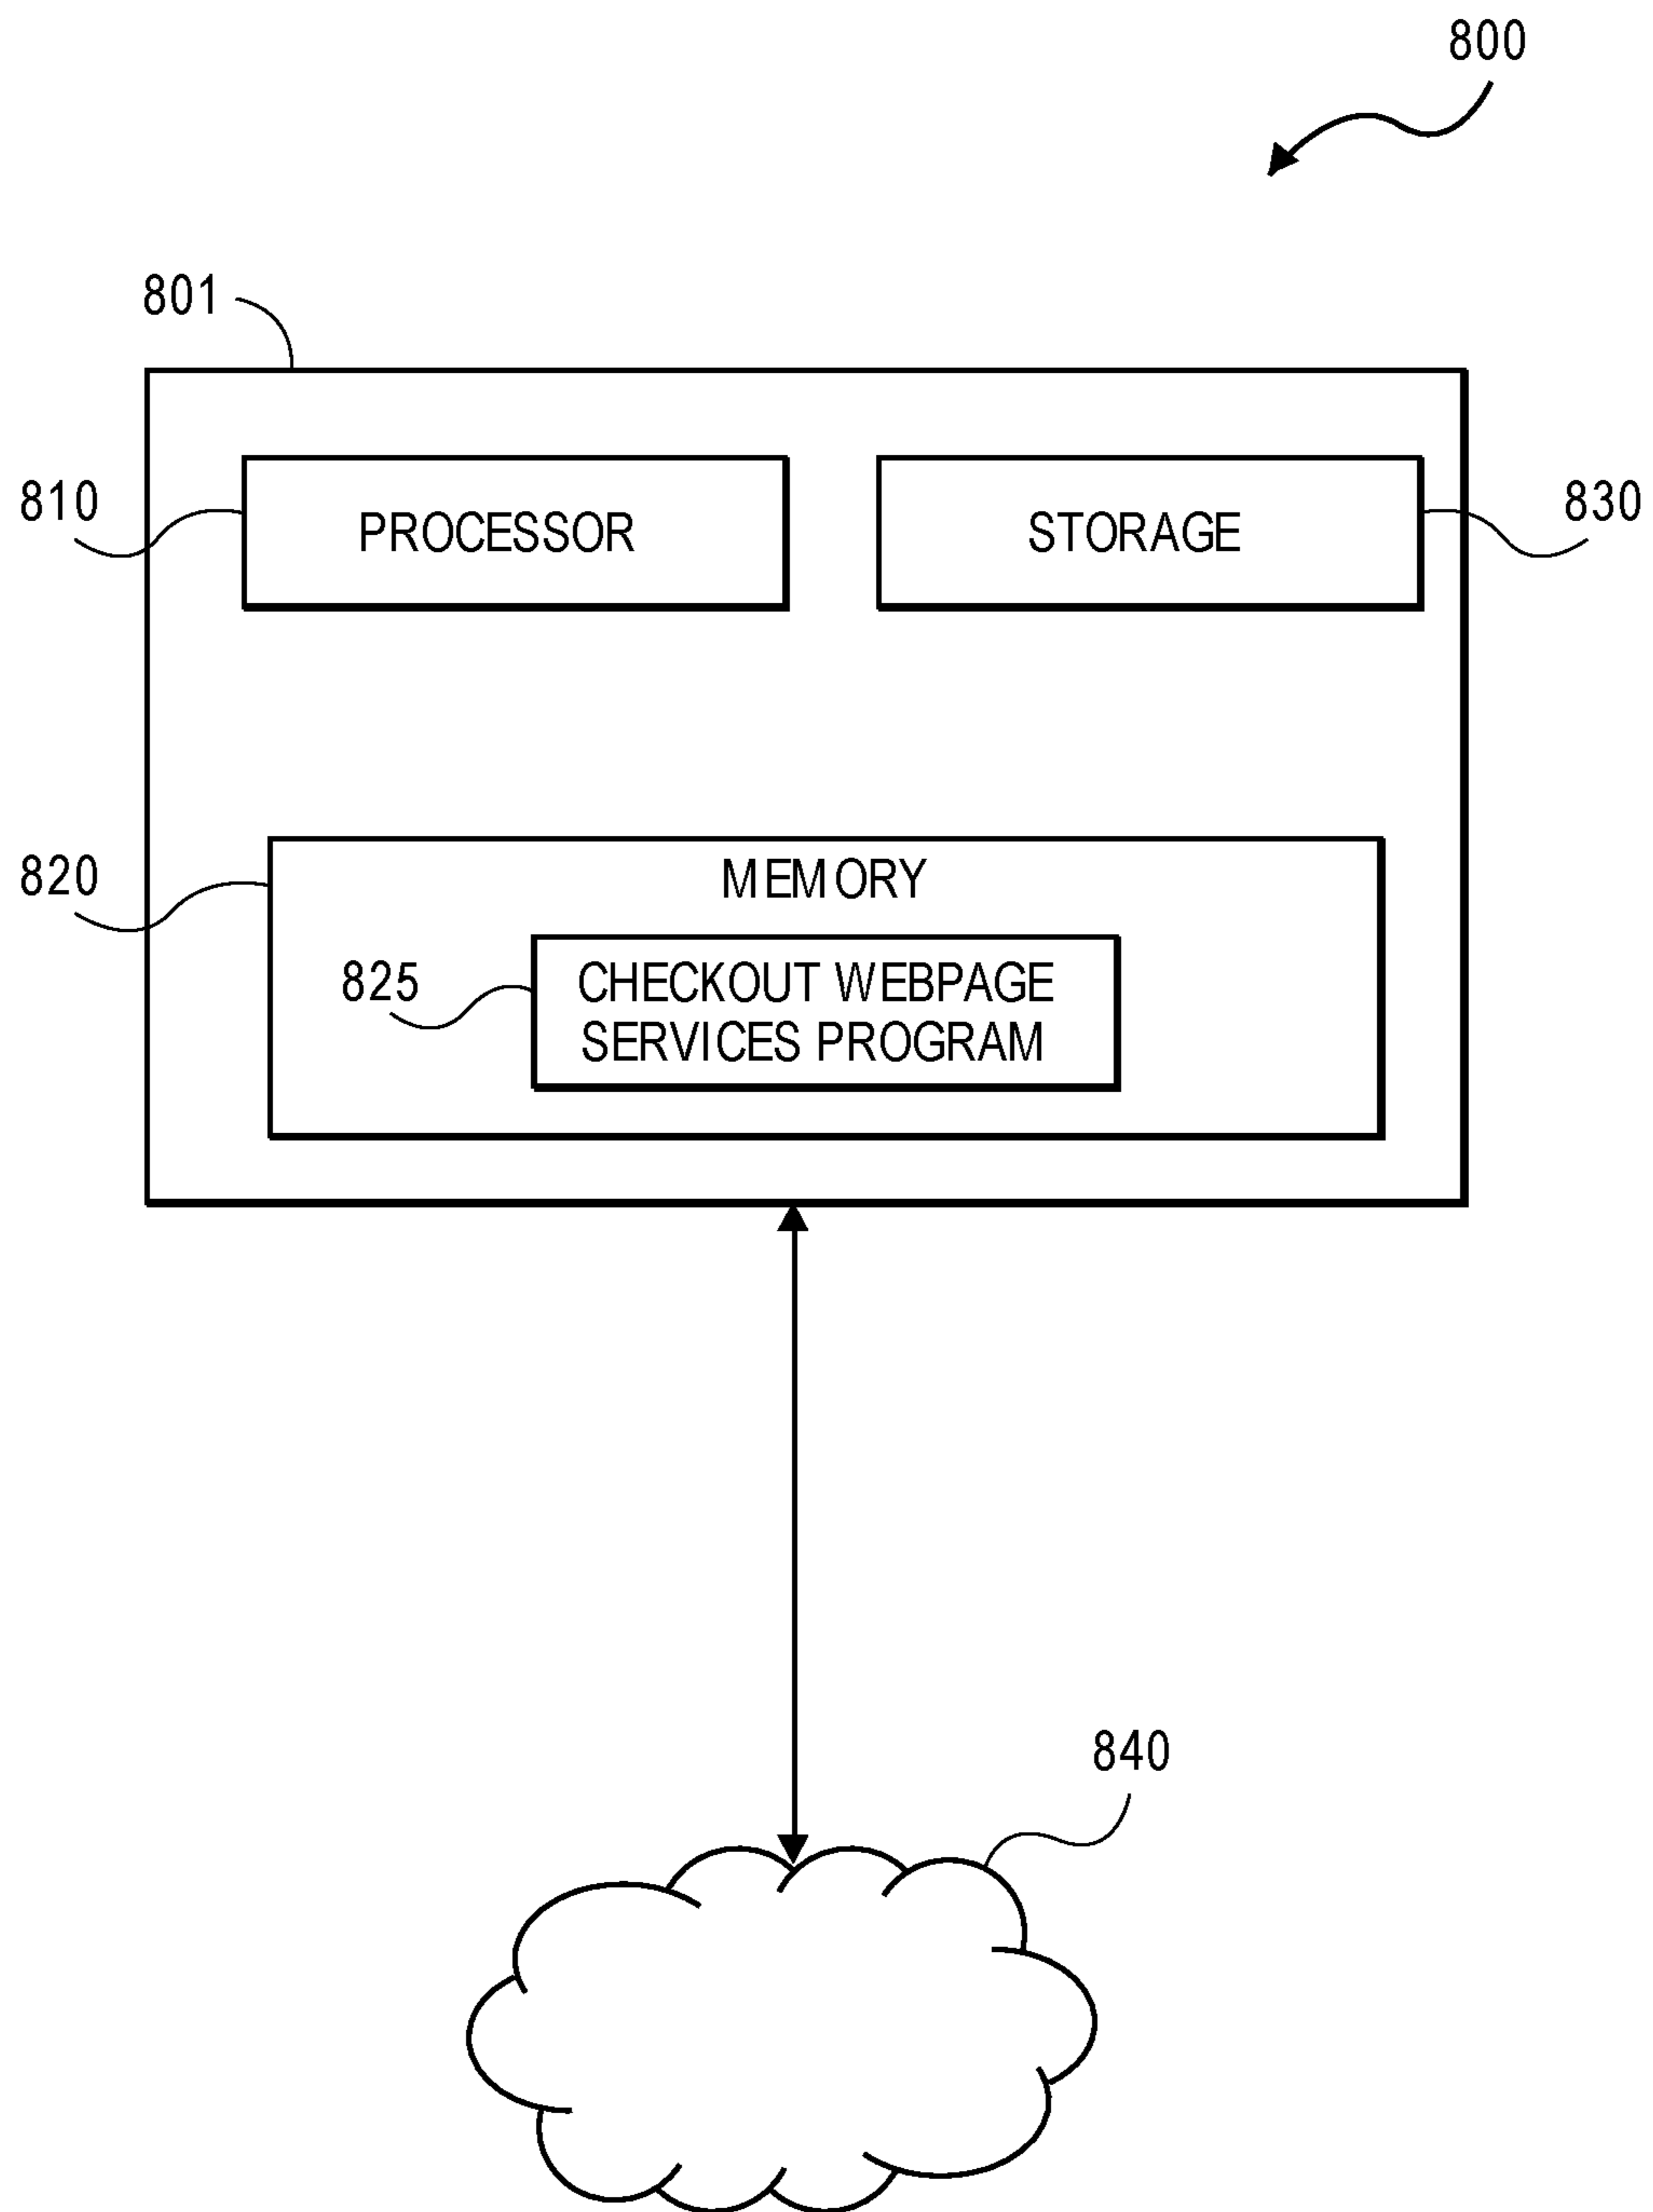 800
801
810
PROCESSOR
STORAGE
830
820
MEMORY
825
CHECKOUT WEBPAGE
SERVICES PROGRAM
840